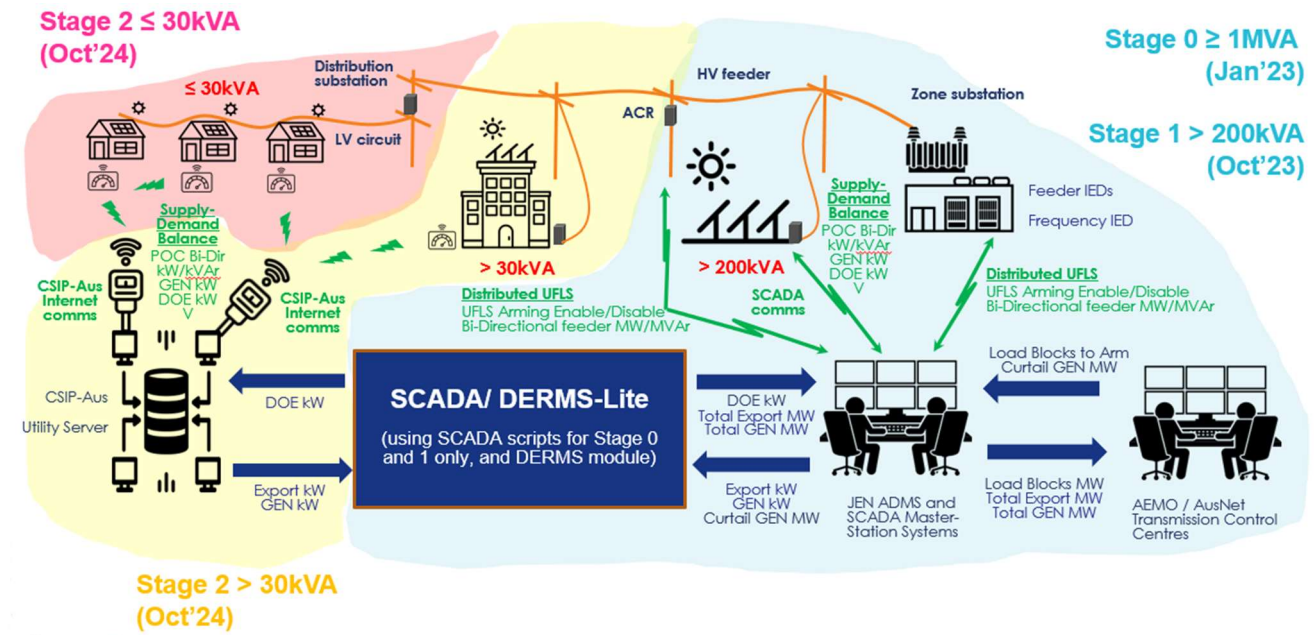 Stage 2 ≤ 30kVA
(Oct'24)
Stage 0 ≥ 1MVA
(Jan'23)
Stage 1 > 200kVA
(Oct'23)
Distribution
substation
≤ 30kVA
LV circuit
HV feeder
ACR
Zone substation
Feeder IEDs
Frequency IED
Supply-
Demand
Balance
POC Bi-Dir
kW/kVAr
GEN kW
DOE kW
V
CSIP-Aus
Internet
comms
CSIP-Aus
Internet
comms
> 30kVA
Distributed UFLS
UFLS Arming Enable/Disable
Bi-Directional feeder MW/MVAr
> 200kVA
SCADA
comms
Supply-
Demand
Balance
POC Bi-Dir
kW/kVAr
GEN kW
DOE kW
V
Distributed UFLS
UFLS Arming Enable/Disable
Bi-Directional feeder MW/MVAr
CSIP-Aus
Utility Server
DOE kW
Export kW
GEN kW
SCADA/ DERMS-Lite
(using SCADA scripts for Stage 0
and 1 only, and DERMS module)
DOE kW
Total Export MW
Total GEN MW
Export kW
GEN kW
Curtail GEN MW
JEN ADMS and
SCADA Master-
Station Systems
Load Blocks to Arm
Curtail GEN MW
Load Blocks MW
Total Export MW
Total GEN MW
AEMO / AusNet
Transmission Control
Centres
Stage 2 > 30kVA
(Oct'24)